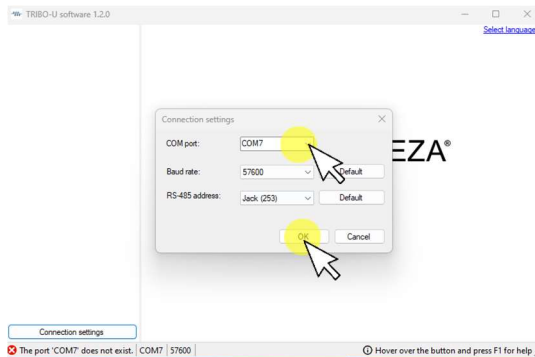 TRIBO-U software 1.2.0
Select language
Connection settings
COM port: COM7
EZA®
Baud rate: 57600 Default
RS-485 address: Jack (253) Default
OK Cancel
Connection settings
The port 'COM7' does not exist. COM7 57600 Hover over the button and press F1 for help